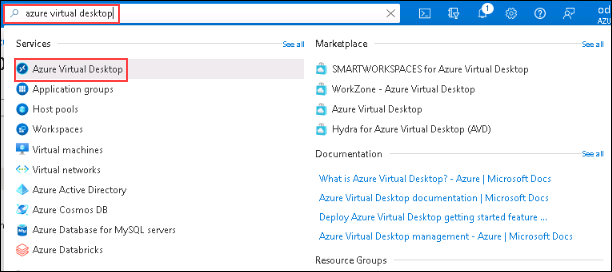 azure virtual desktop
1
od
AZU
Services
See all
Azure Virtual Desktop
Application groups
Host pools
Workspaces
Virtual machines
Virtual networks
Azure Active Directory
Azure Cosmos DB
Azure Database for MySQL servers
Azure Databricks
Marketplace
See all
SMARTWORKSPACES for Azure Virtual Desktop
WorkZone - Azure Virtual Desktop
Azure Virtual Desktop
Hydra for Azure Virtual Desktop (AVD)
Documentation
See all
What is Azure Virtual Desktop? - Azure | Microsoft Docs
Azure Virtual Desktop documentation | Microsoft Docs
Deploy Azure Virtual Desktop getting started feature ...
Azure Virtual Desktop management - Azure | Microsoft Docs
Resource Groups